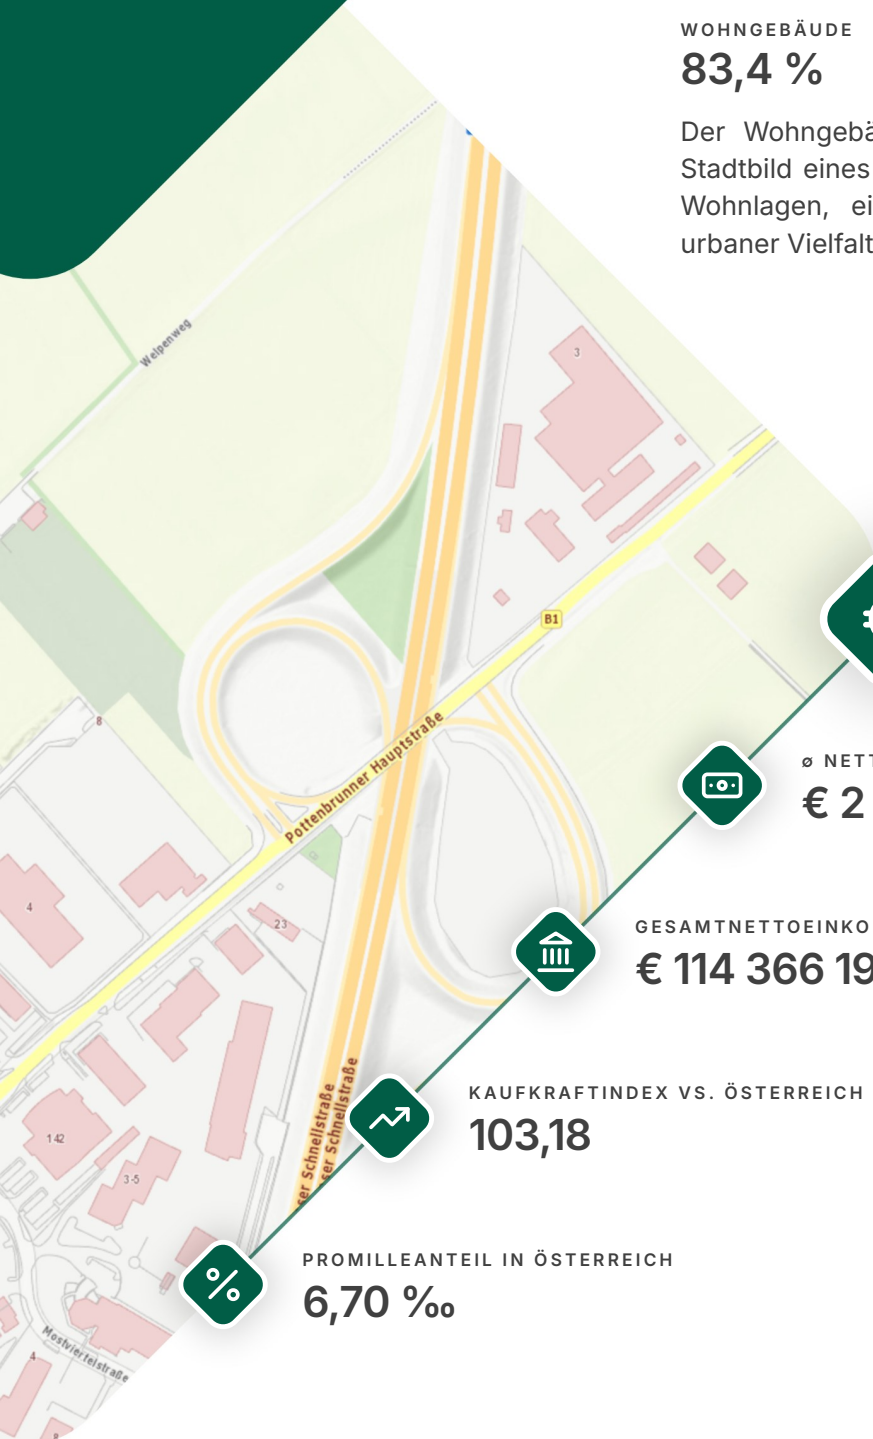 WOHNGEBÄUDE
83,4 %
Der Wohngebä
Stadtbild eines
Wohnlagen, ei
urbaner Vielfalt
Welpenweg
3
B1
8
Pottenbrunner Hauptstraße
ø NETT
€ 2
4
23
GESAMTNETTOEINKO
€ 114 366 19
ser Schnellstraße
ser Schnellstraße
KAUFKRAFTINDEX VS. ÖSTERREICH
103,18
142
3-5
PROMILLEANTEIL IN ÖSTERREICH
6,70 ‰
Mostviertelstraße
4